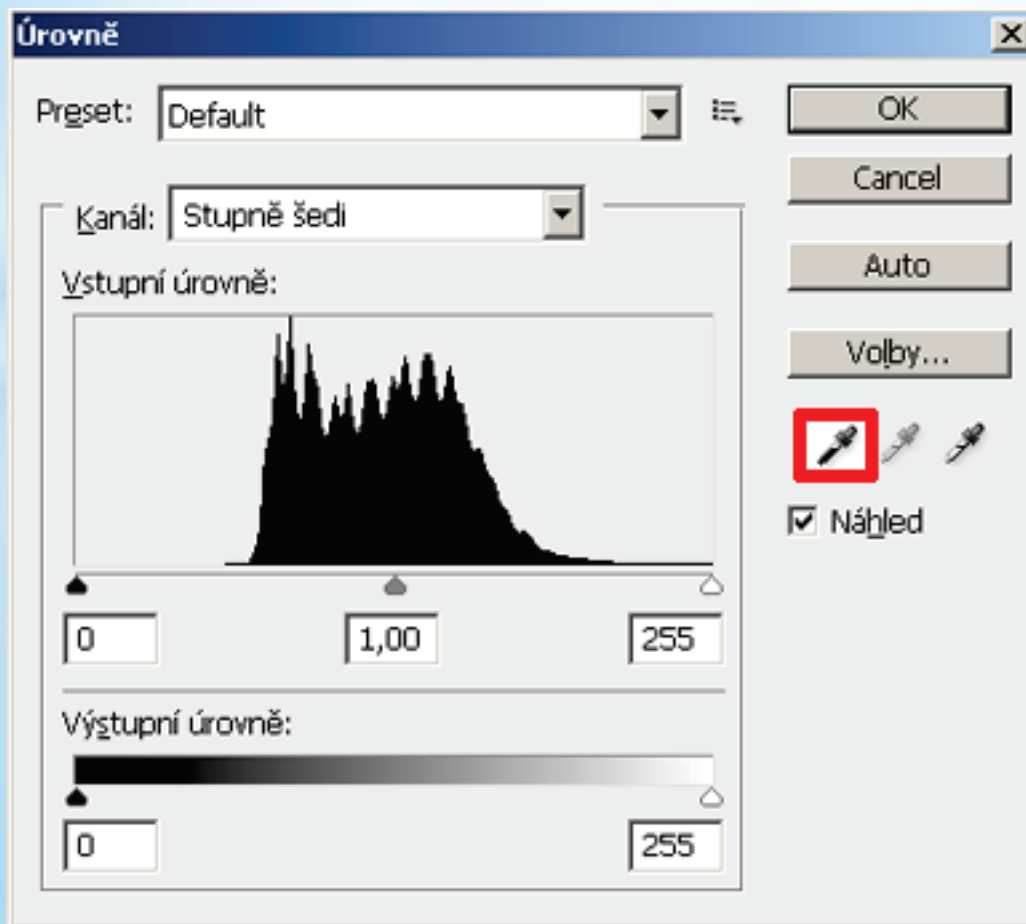 Úrovně
Preset: Default
OK
Cancel
Kanál: Stupně šedi
Auto
Vstupní úrovně:
Volby...
Náhled
0 1,00 255
Výstupní úrovně:
0 255